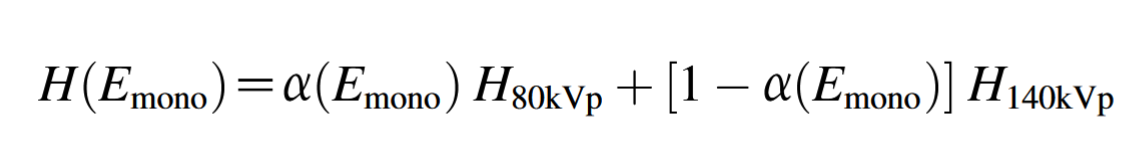 H(E_mono)=α(E_mono) H_80kVp + [1 − α(E_mono)] H_140kVp